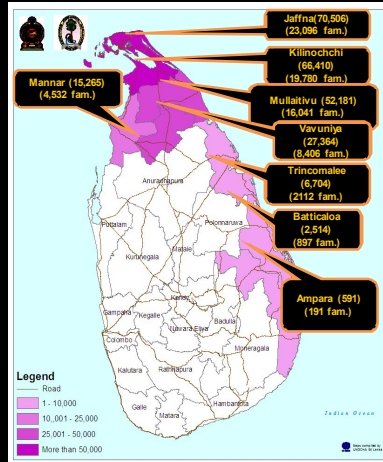 Jaffna(70,506)
(23,096 fam.)
Kilinochchi
(66,410)
(19,780 fam.)
Mannar (15,265)
(4,532 fam.)
Mullaitivu (52,181)
(16,041 fam.)
Vavuniya
(27,364)
(8,406 fam.)
Trincomalee
(6,704)
(2112 fam.)
Batticaloa
(2,514)
(897 fam.)
Ampara (591)
(191 fam.)
Anuradhapura
Polonnaruwa
Puttalam
Matale
Kurunegala
Kandy
Gampaha
Kegalle
Badulla
Nuwara Eliya
Colombo
Moneragala
Kalutara
Rathnapura
Hambantota
Galle
Matara
Indian Ocean
Legend
Road
1 - 10,000
10,,001 - 25,000
25,001 - 50,000
More than 50,000